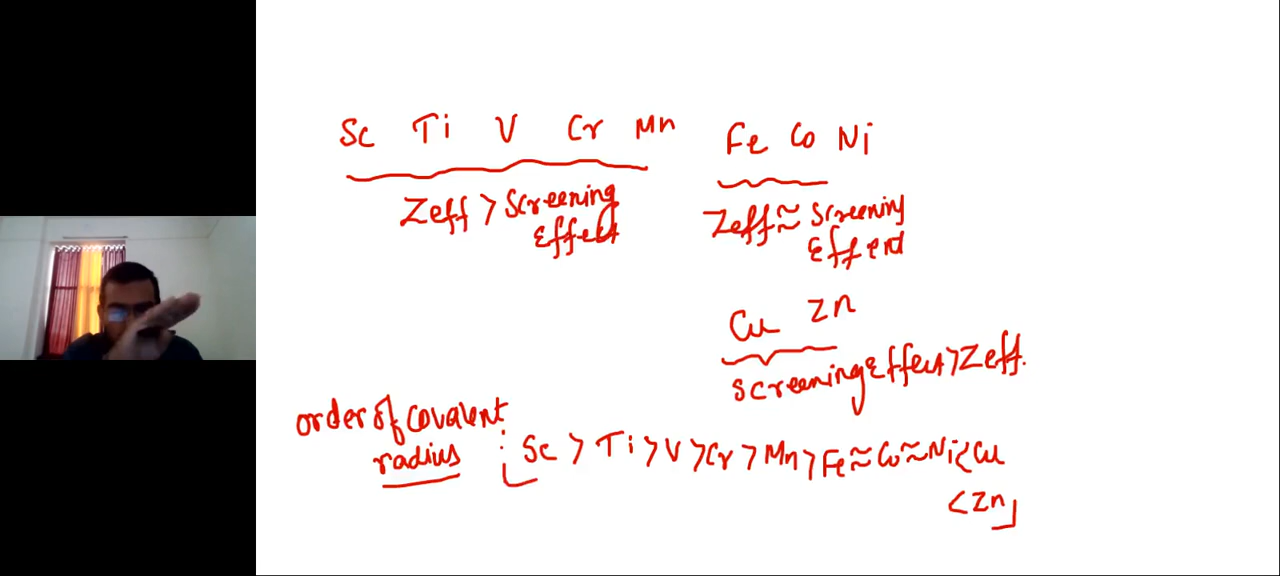 Sc Ti V Cr Mn Fe Co Ni
Zeff > Screening
Effect
Zeff ≈ Screening
Effect
Cu Zn
Screening Effect > Zeff.
order of covalent
radius : [Sc > Ti > V > Cr > Mn > Fe ≈ Co ≈ Ni < Cu
< Zn]